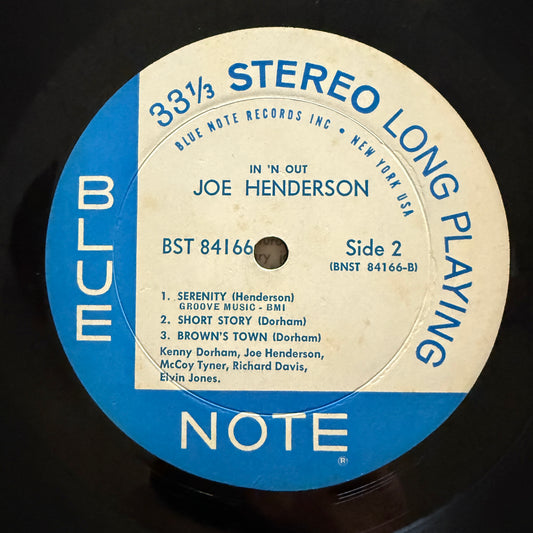 33⅓ STEREO LONG PLAYING
BLUE NOTE RECORDS INC • NEW YORK USA
IN 'N OUT
JOE HENDERSON
BST 84166
Side 2
(BNST 84166-B)
1. SERENITY (Henderson)
GROOVE MUSIC - BMI
2. SHORT STORY (Dorham)
3. BROWN'S TOWN (Dorham)
Kenny Dorham, Joe Henderson,
McCoy Tyner, Richard Davis,
Elvin Jones.
BLUE
NOTE
®